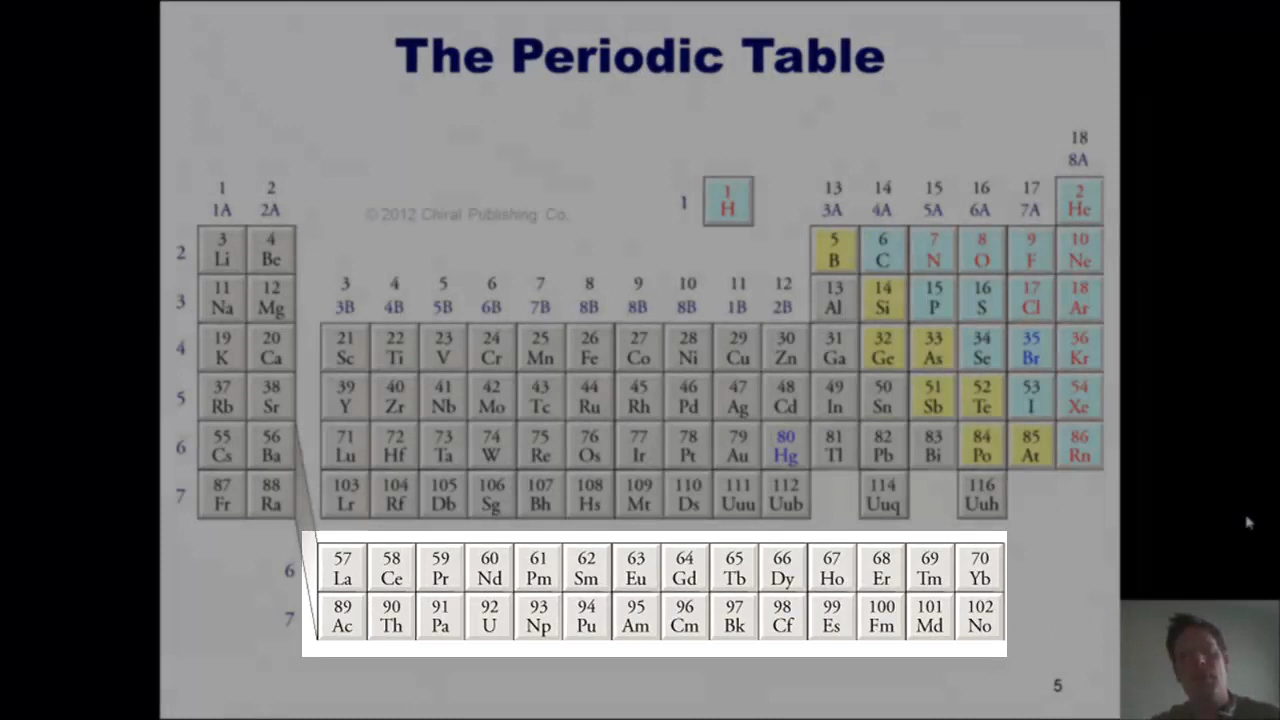 The Periodic Table
18
8A
1 2 1 1 13 14 15 16 17 2
1A 2A © 2012 Chiral Publishing Co. H 3A 4A 5A 6A 7A He
2 3 4 5 6 7 8 9 10
Li Be B C N O F Ne
3 4 5 6 7 8 9 10 11 12
3 11 12 3B 4B 5B 6B 7B 8B 8B 8B 1B 2B 13 14 15 16 17 18
Na Mg Al Si P S Cl Ar
4 19 20 21 22 23 24 25 26 27 28 29 30 31 32 33 34 35 36
K Ca Sc Ti V Cr Mn Fe Co Ni Cu Zn Ga Ge As Se Br Kr
5 37 38 39 40 41 42 43 44 45 46 47 48 49 50 51 52 53 54
Rb Sr Y Zr Nb Mo Tc Ru Rh Pd Ag Cd In Sn Sb Te I Xe
6 55 56 71 72 73 74 75 76 77 78 79 80 81 82 83 84 85 86
Cs Ba Lu Hf Ta W Re Os Ir Pt Au Hg Tl Pb Bi Po At Rn
7 87 88 103 104 105 106 107 108 109 110 111 112 114 116
Fr Ra Lr Rf Db Sg Bh Hs Mt Ds Uuu Uub Uuq Uuh
6 57 58 59 60 61 62 63 64 65 66 67 68 69 70
La Ce Pr Nd Pm Sm Eu Gd Tb Dy Ho Er Tm Yb
7 89 90 91 92 93 94 95 96 97 98 99 100 101 102
Ac Th Pa U Np Pu Am Cm Bk Cf Es Fm Md No
5